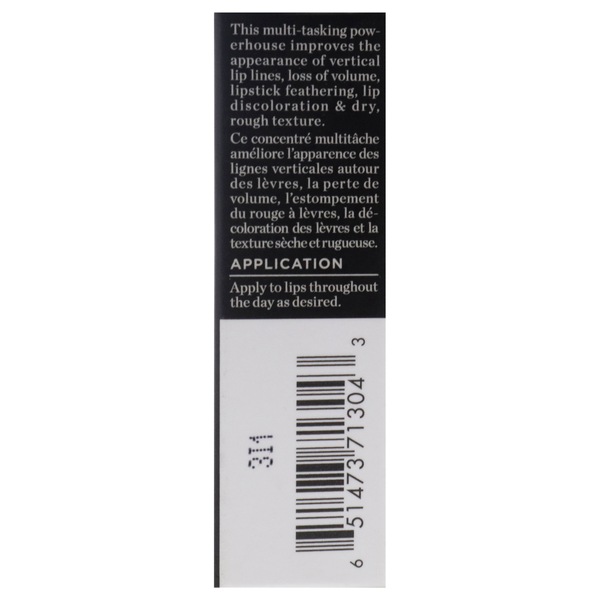 This multi-tasking pow-
erhouse improves the
appearance of vertical
lip lines, loss of volume,
lipstick feathering, lip
discoloration & dry,
rough texture.
Ce concentré multitâche
améliore l'apparence des
lignes verticales autour
des lèvres, la perte de
volume, l'estompement
du rouge à lèvres, la dé-
coloration des lèvres et la
texture sèche et rugueuse.
APPLICATION
Apply to lips throughout
the day as desired.
3I1
6 51473 71304 3